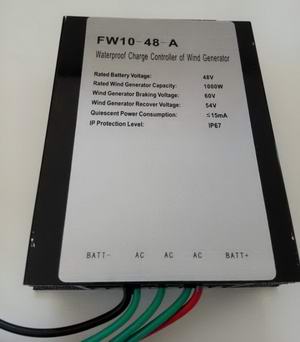 FW10-48-A
Waterproof Charge Controller of Wind Generator
Rated Battery Voltage: 48V
Rated Wind Generator Capacity: 1000W
Wind Generator Braking Voltage: 60V
Wind Generator Recover Voltage: 54V
Quiescent Power Consumption: ≤15mA
IP Protection Level: IP67
BATT- AC AC AC BATT+